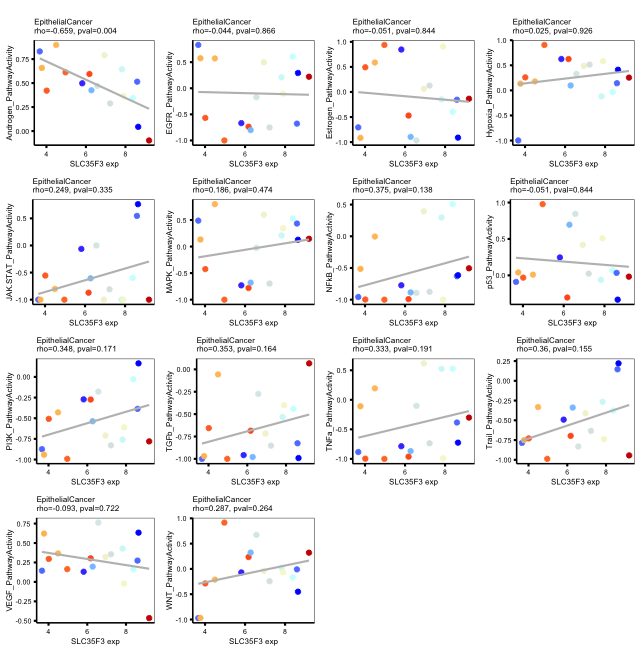 EpithelialCancer
rho=-0.659, pval=0.004
Androgen_PathwayActivity
0.75
0.50
0.25
0.00
4
6
8
SLC35F3 exp
EpithelialCancer
rho=-0.044, pval=0.866
EGFR_PathwayActivity
0.5
0.0
-0.5
-1.0
4
6
8
SLC35F3 exp
EpithelialCancer
rho=-0.051, pval=0.844
Estrogen_PathwayActivity
1.0
0.5
0.0
-0.5
-1.0
4
6
8
SLC35F3 exp
EpithelialCancer
rho=0.025, pval=0.926
Hypoxia_PathwayActivity
1.0
0.5
0.0
-0.5
-1.0
4
6
8
SLC35F3 exp
EpithelialCancer
rho=0.249, pval=0.335
JAK.STAT_PathwayActivity
0.5
0.0
-0.5
-1.0
4
6
8
SLC35F3 exp
EpithelialCancer
rho=0.186, pval=0.474
MAPK_PathwayActivity
0.5
0.0
-0.5
-1.0
4
6
8
SLC35F3 exp
EpithelialCancer
rho=0.375, pval=0.138
NFkB_PathwayActivity
0.5
0.0
-0.5
-1.0
4
6
8
SLC35F3 exp
EpithelialCancer
rho=-0.051, pval=0.844
p53_PathwayActivity
1.0
0.5
0.0
4
6
8
SLC35F3 exp
EpithelialCancer
rho=0.348, pval=0.171
PI3K_PathwayActivity
0.00
-0.25
-0.50
-0.75
-1.00
4
6
8
SLC35F3 exp
EpithelialCancer
rho=0.353, pval=0.164
TGFb_PathwayActivity
0.00
-0.25
-0.50
-0.75
-1.00
4
6
8
SLC35F3 exp
EpithelialCancer
rho=0.333, pval=0.191
TNFa_PathwayActivity
0.5
0.0
-0.5
-1.0
4
6
8
SLC35F3 exp
EpithelialCancer
rho=0.36, pval=0.155
Trail_PathwayActivity
0.25
0.00
-0.25
-0.50
-0.75
-1.00
4
6
8
SLC35F3 exp
EpithelialCancer
rho=-0.093, pval=0.722
VEGF_PathwayActivity
0.75
0.50
0.25
0.00
-0.25
-0.50
4
6
8
SLC35F3 exp
EpithelialCancer
rho=0.287, pval=0.264
WNT_PathwayActivity
1.0
0.5
0.0
-0.5
-1.0
4
6
8
SLC35F3 exp